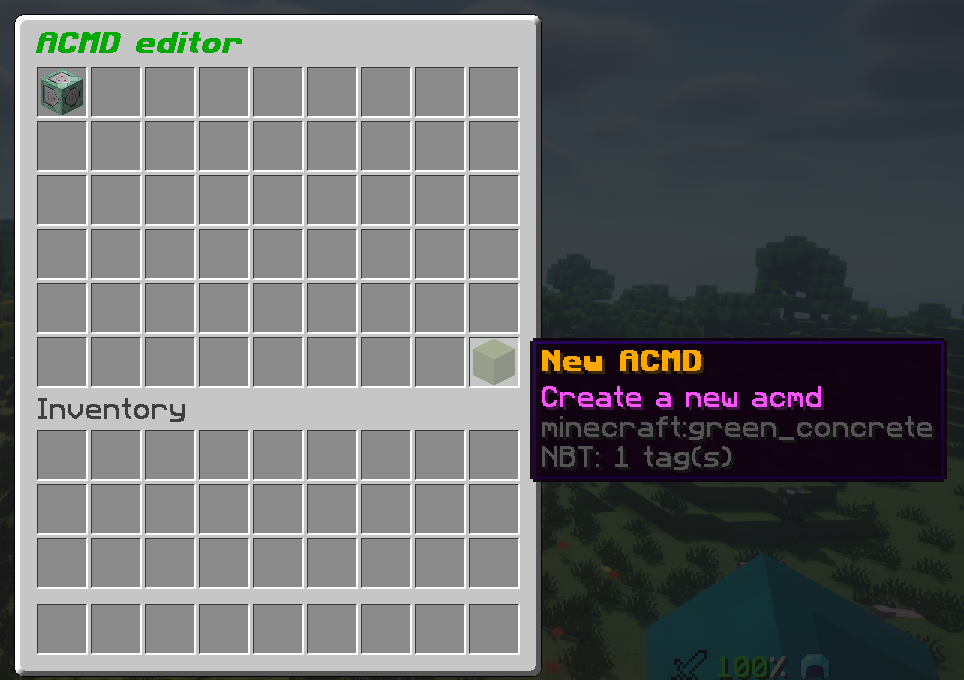 ACMD editor
Inventory
New ACMD
Create a new acmd
minecraft:green_concrete
NBT: 1 tag(s)
100%